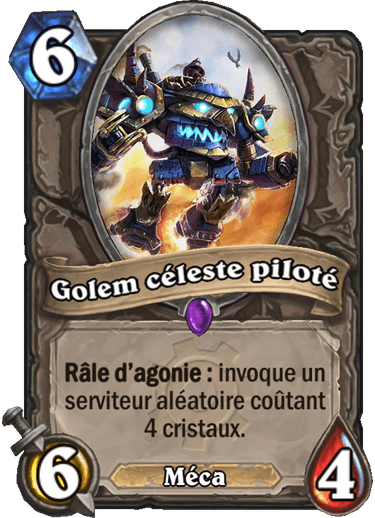 6
Golem céleste piloté
Râle d’agonie : invoque un
serviteur aléatoire coûtant
4 cristaux.
6
Méca
4